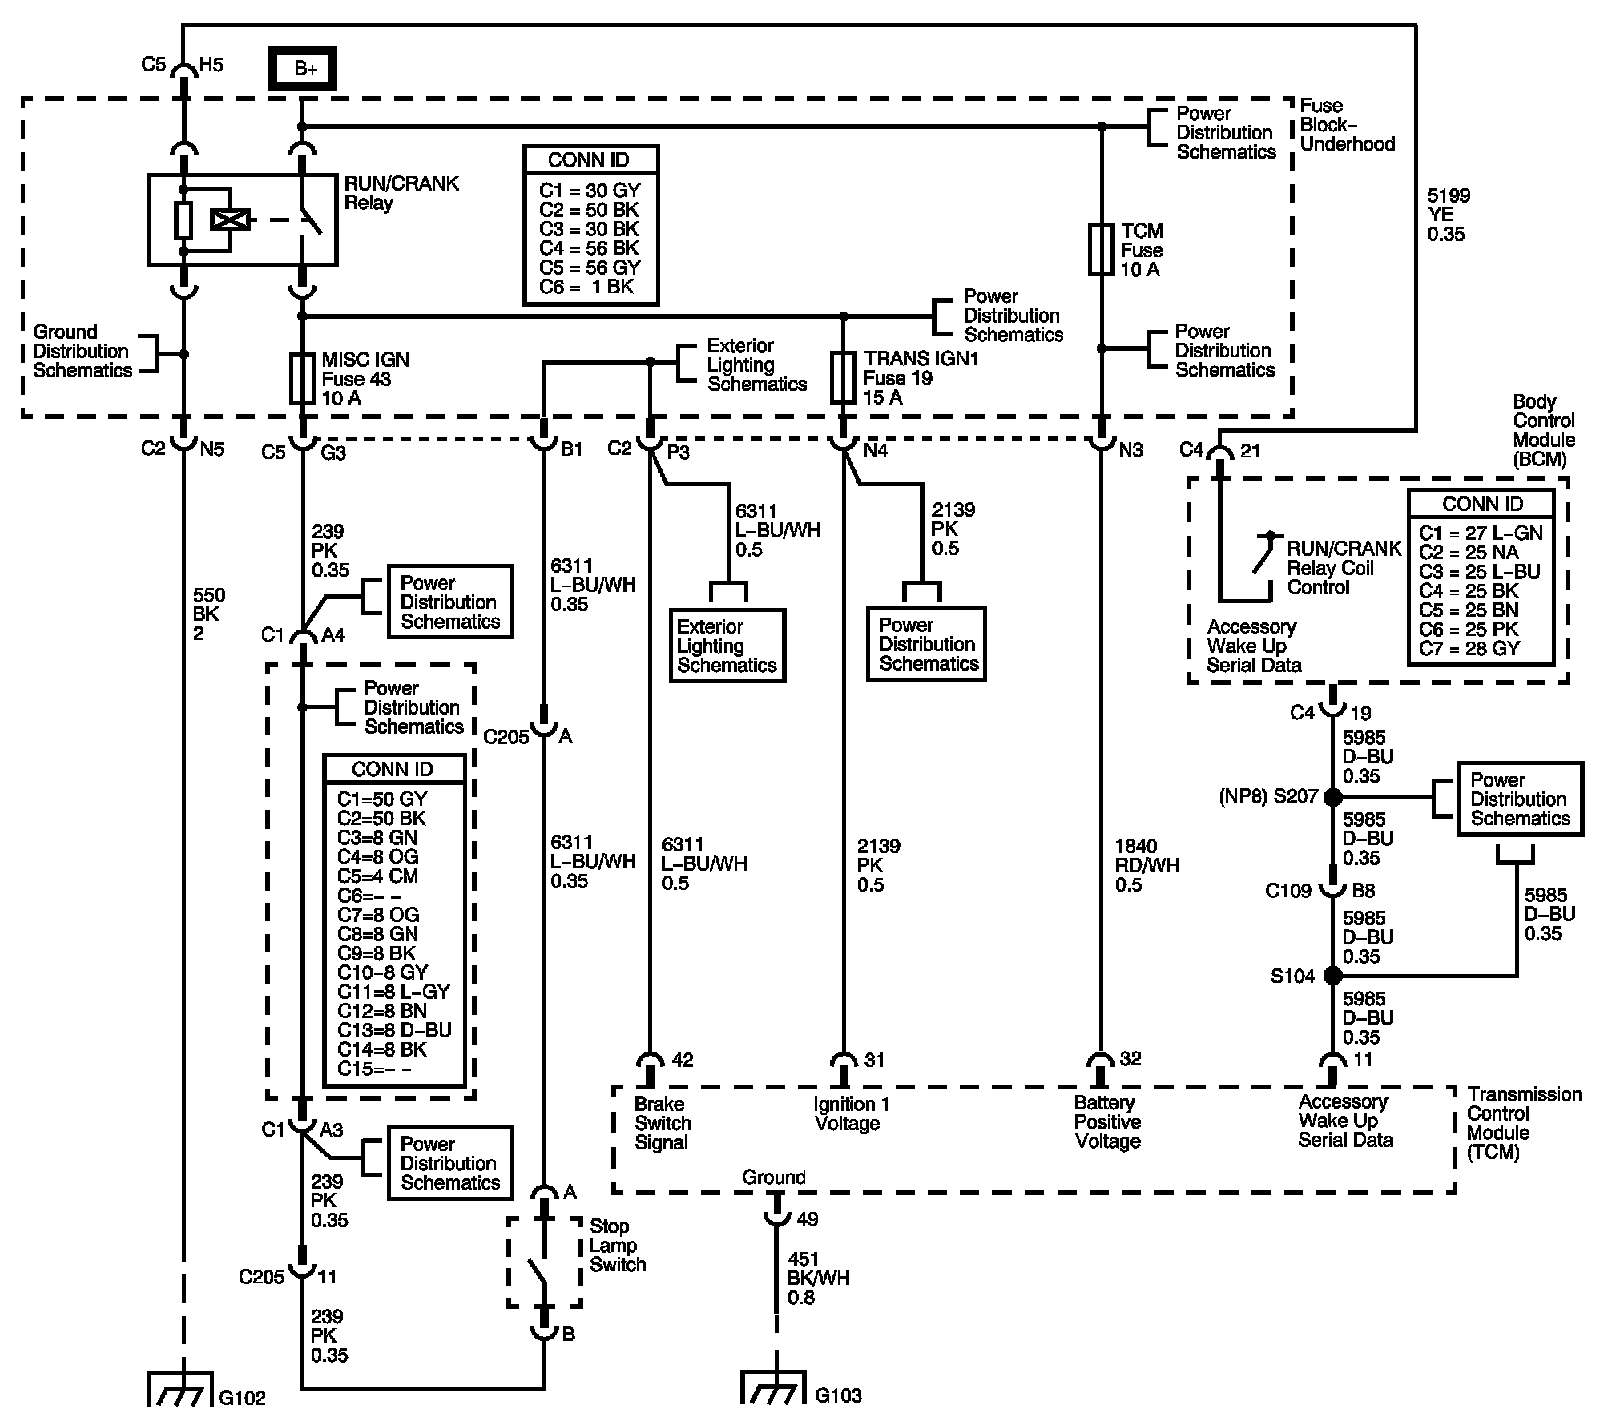 C5 H5
B+
Fuse
Block–
Underhood
Power
Distribution
Schematics
RUN/CRANK
Relay
CONN ID
C1 = 30 GY
C2 = 50 BK
C3 = 30 BK
C4 = 56 BK
C5 = 56 GY
C6 = 1 BK
5199
YE
0.35
TCM
Fuse
10 A
Power
Distribution
Schematics
Ground
Distribution
Schematics
MISC IGN
Fuse 43
10 A
Exterior
Lighting
Schematics
TRANS IGN1
Fuse 19
15 A
Power
Distribution
Schematics
C2 N5
C5 G3
B1
C2 P3
N4
N3
C4 21
Body
Control
Module
(BCM)
239
PK
0.35
Power
Distribution
Schematics
6311
L–BU/WH
0.35
6311
L–BU/WH
0.5
2139
PK
0.5
RUN/CRANK
Relay Coil
Control
CONN ID
C1 = 27 L–GN
C2 = 25 NA
C3 = 25 L–BU
C4 = 25 BK
C5 = 25 BN
C6 = 25 PK
C7 = 28 GY
550
BK
2
C1 A4
Exterior
Lighting
Schematics
Power
Distribution
Schematics
Accessory
Wake Up
Serial Data
Power
Distribution
Schematics
C205 A
C4 19
5985
D–BU
0.35
CONN ID
C1=50 GY
C2=50 BK
C3=8 GN
C4=8 OG
C5=4 CM
C6=– –
C7=8 OG
C8=8 GN
C9=8 BK
C10–8 GY
C11=8 L–GY
C12=8 BN
C13=8 D–BU
C14=8 BK
C15=– –
(NP8) S207
Power
Distribution
Schematics
6311
L–BU/WH
0.35
6311
L–BU/WH
0.5
2139
PK
0.5
1840
RD/WH
0.5
5985
D–BU
0.35
C109 B8
5985
D–BU
0.35
5985
D–BU
0.35
S104
5985
D–BU
0.35
42
31
32
11
Brake
Switch
Signal
Ignition 1
Voltage
Battery
Positive
Voltage
Accessory
Wake Up
Serial Data
Transmission
Control
Module
(TCM)
C1 A3
Power
Distribution
Schematics
239
PK
0.35
Ground
A
49
Stop
Lamp
Switch
451
BK/WH
0.8
C205 11
239
PK
0.35
B
G102
G103